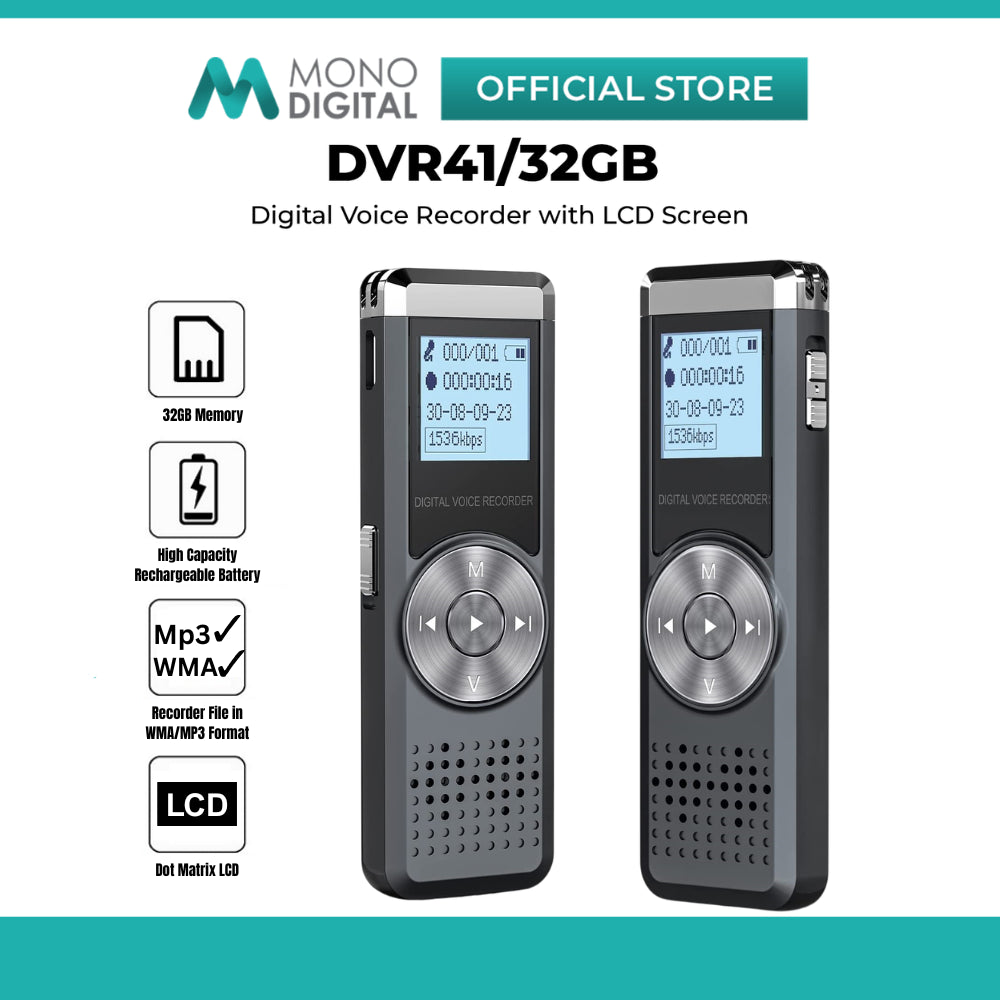 MONO
DIGITAL
OFFICIAL STORE
DVR41/32GB
Digital Voice Recorder with LCD Screen
32GB Memory
High Capacity
Rechargeable Battery
Mp3✓
WMA✓
Recorder File in
WMA/MP3 Format
LCD
Dot Matrix LCD
000/001
000:00:16
30-08-09-23
1536kbps
DIGITAL VOICE RECORDER
M
V
000/001
000:00:16
30-08-09-23
1536kbps
DIGITAL VOICE RECORDER
M
V